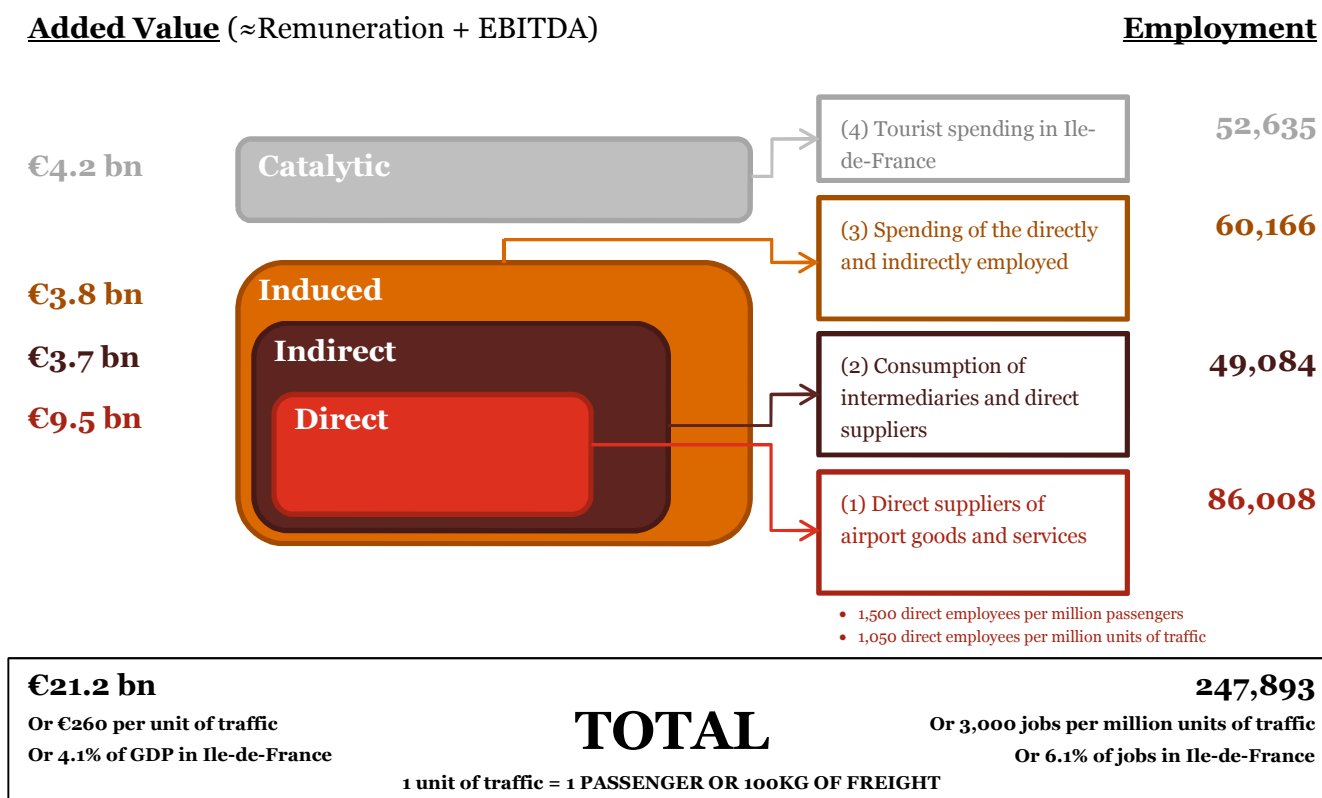 Added Value (≈Remuneration + EBITDA)
Employment
€4.2 bn
Catalytic
(4) Tourist spending in Ile-
de-France
52,635
€3.8 bn
Induced
(3) Spending of the directly
and indirectly employed
60,166
€3.7 bn
Indirect
(2) Consumption of
intermediaries and direct
suppliers
49,084
€9.5 bn
Direct
(1) Direct suppliers of
airport goods and services
86,008
• 1,500 direct employees per million passengers
• 1,050 direct employees per million units of traffic
€21.2 bn
Or €260 per unit of traffic
Or 4.1% of GDP in Ile-de-France
TOTAL
247,893
Or 3,000 jobs per million units of traffic
Or 6.1% of jobs in Ile-de-France
1 unit of traffic = 1 PASSENGER OR 100KG OF FREIGHT